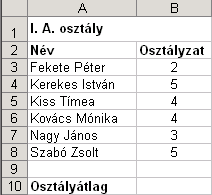 A B
1 I. A. osztály
2 Név Osztályzat
3 Fekete Péter 2
4 Kerekes István 5
5 Kiss Tímea 4
6 Kovács Mónika 4
7 Nagy János 3
8 Szabó Zsolt 5
9
10 Osztályátlag